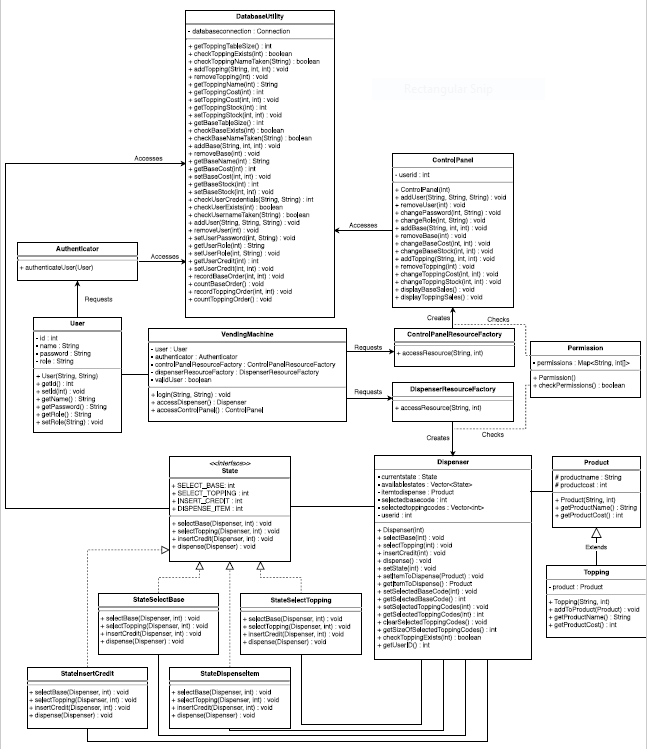 DatabaseUtility
- databaseconnection : Connection
+ getToppingTableSize() : int
+ checkToppingExists(int) : boolean
+ checkToppingNameTaken(String) : boolean
+ addTopping(String, int, int) : void
+ removeTopping(int) : void
+ getToppingName(int) : String
+ getToppingCost(int) : int
+ setToppingCost(int, int) : void
+ getToppingStock(int) : int
+ setToppingStock(int, int) : void
+ getBaseTableSize() : int
+ checkBaseExists(int) : boolean
+ checkBaseNameTaken(String) : boolean
+ addBase(String, int, int) : void
+ removeBase(int) : void
+ getBaseName(int) : String
+ getBaseCost(int) : int
+ setBaseCost(int, int) : void
+ getBaseStock(int) : int
+ setBaseStock(int, int) : void
+ checkUserCredentials(String, String) : int
+ checkUserExists(int) : boolean
+ checkUsernameTaken(String) : boolean
+ addUser(String, String, String) : void
+ removeUser(int) : void
+ setUserPassword(int, String) : void
+ getUserRole(int) : String
+ setUserRole(int, String) : void
+ getUserCredit(int) : int
+ setUserCredit(int, int) : void
+ recordBaseOrder(int, int) : void
+ countBaseOrder() : void
+ recordToppingOrder(int, int) : void
+ countToppingOrder() : void
Rectangular Snip
Accesses
ControlPanel
- userid : int
+ ControlPanel(int)
+ addUser(String, String, String) : void
+ removeUser(int) : void
+ changePassword(int, String) : void
+ changeRole(int, String) : void
+ addBase(String, int, int) : void
+ removeBase(int) : void
+ changeBaseCost(int, int) : void
+ changeBaseStock(int, int) : void
+ addTopping(String, int, int) : void
+ removeTopping(int) : void
+ changeToppingCost(int, int) : void
+ changeToppingStock(int, int) : void
+ displayBaseSales() : void
+ displayToppingSales() : void
Accesses
Authenticator
+ authenticateUser(User)
Accesses
Requests
User
- id : int
- name : String
- password : String
- role : String
+ User(String, String)
+ getId() : int
+ setId(int) : void
+ getName() : String
+ getPassword() : String
+ getRole() : String
+ setRole(String) : void
VendingMachine
- user : User
- authenticator : Authenticator
- controlPanelResourceFactory : ControlPanelResourceFactory
- dispenserResourceFactory : DispenserResourceFactory
- validUser : boolean
+ login(String, String) : void
+ accessDispenser() : Dispenser
+ accessControlPanel() : ControlPanel
Requests
Requests
Creates
Checks
ControlPanelResourceFactory
+ accessResource(String, int)
DispenserResourceFactory
+ accessResource(String, int)
Permission
- permissions : Map<String, int[]>
+ Permission()
+ checkPermissions() : boolean
Creates
Checks
<<Interface>>
State
+ SELECT_BASE: int
+ SELECT_TOPPING : int
+ INSERT_CREDIT : int
+ DISPENSE_ITEM : int
+ selectBase(Dispenser, int) : void
+ selectTopping(Dispenser, int) : void
+ insertCredit(Dispenser, int) : void
+ dispense(Dispenser) : void
Dispenser
- currentstate : State
- availablestates : Vector<State>
- itemtodispense : Product
- selectedbasecode : int
- selectedtoppingcodes : Vector<int>
- userid : int
+ Dispenser(int)
+ selectBase(int) : void
+ selectTopping(int) : void
+ insertCredit(int) : void
+ dispense() : void
+ setState(int) : void
+ setItemToDispense(Product) : void
+ getItemToDispense() : Product
+ setSelectedBaseCode(int) : void
+ getSelectedBaseCode() : int
+ setSelectedToppingCodes(int) : void
+ getSelectedToppingCodes(int) : int
+ clearSelectedToppingCodes() : void
+ getSizeOfSelectedToppingCodes() : int
+ checkToppingExists(int) : boolean
+ getUserID() : int
Product
# productname : String
# productcost : int
+ Product(String, int)
+ getProductName() : String
+ getProductCost() : int
Extends
Topping
- product : Product
+ Topping(String, int)
+ addToProduct(Product) : void
+ getProductName() : String
+ getProductCost() : int
StateSelectBase
+ selectBase(Dispenser, int) : void
+ selectTopping(Dispenser, int) : void
+ insertCredit(Dispenser, int) : void
+ dispense(Dispenser) : void
StateSelectTopping
+ selectBase(Dispenser, int) : void
+ selectTopping(Dispenser, int) : void
+ insertCredit(Dispenser, int) : void
+ dispense(Dispenser) : void
StateInsertCredit
+ selectBase(Dispenser, int) : void
+ selectTopping(Dispenser, int) : void
+ insertCredit(Dispenser, int) : void
+ dispense(Dispenser) : void
StateDispenseItem
+ selectBase(Dispenser, int) : void
+ selectTopping(Dispenser, int) : void
+ insertCredit(Dispenser, int) : void
+ dispense(Dispenser) : void